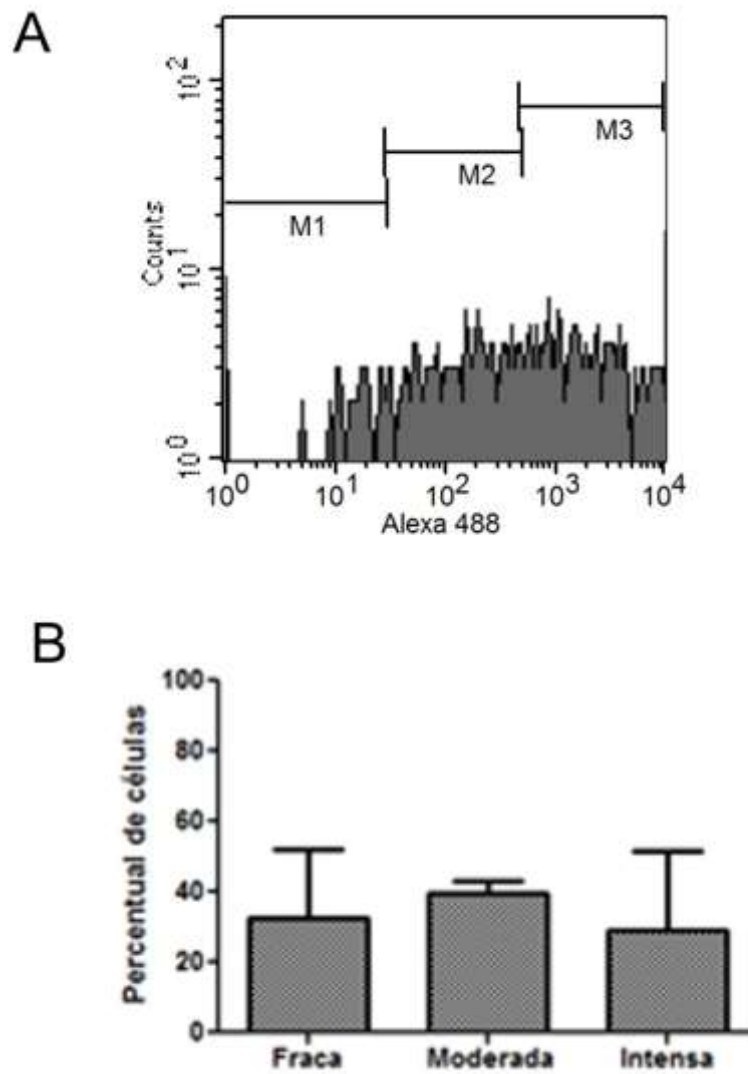 A
10²
M3
M2
M1
Counts
10¹
10⁰
10⁰ 10¹ 10² 10³ 10⁴
Alexa 488
B
Percentual de células
100
80
60
40
20
0
Fraca Moderada Intensa